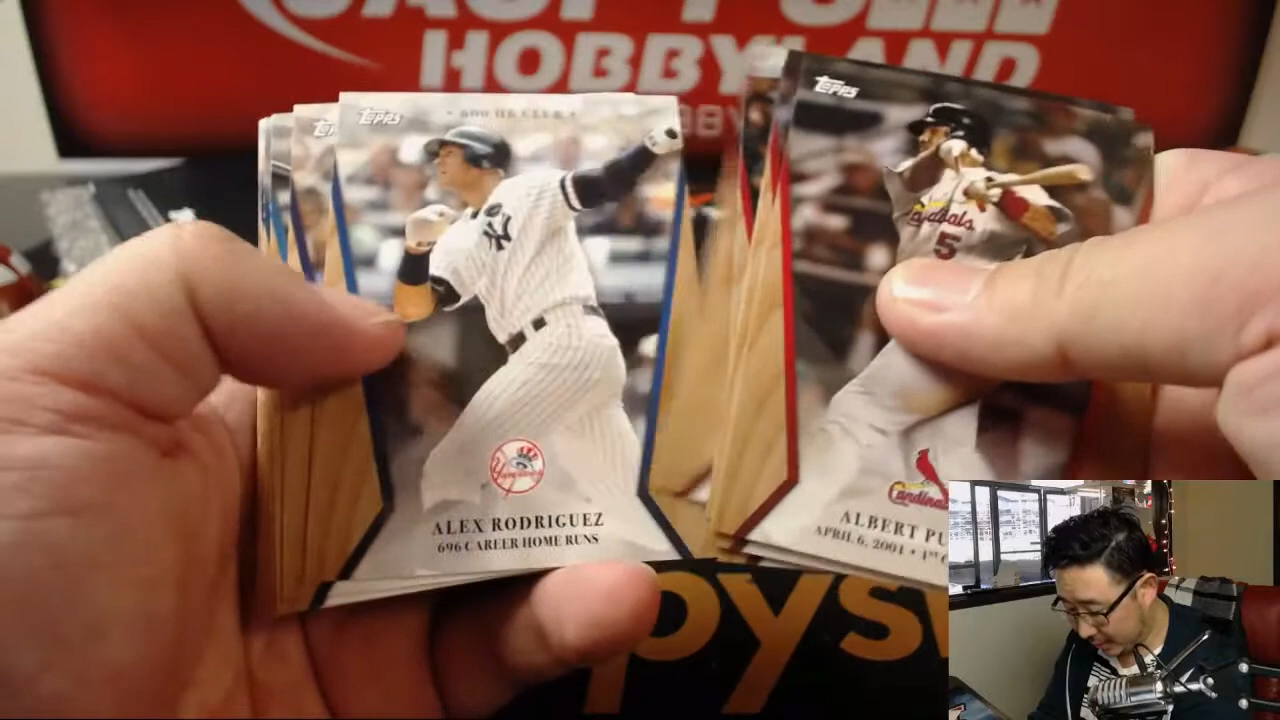 HOBBYLAND
Topps
600 HR CLUB
ALEX RODRIGUEZ
696 CAREER HOME RUNS
Topps
Cardinals
5
ALBERT PU
APRIL 6, 2001 • 1ST
pysw